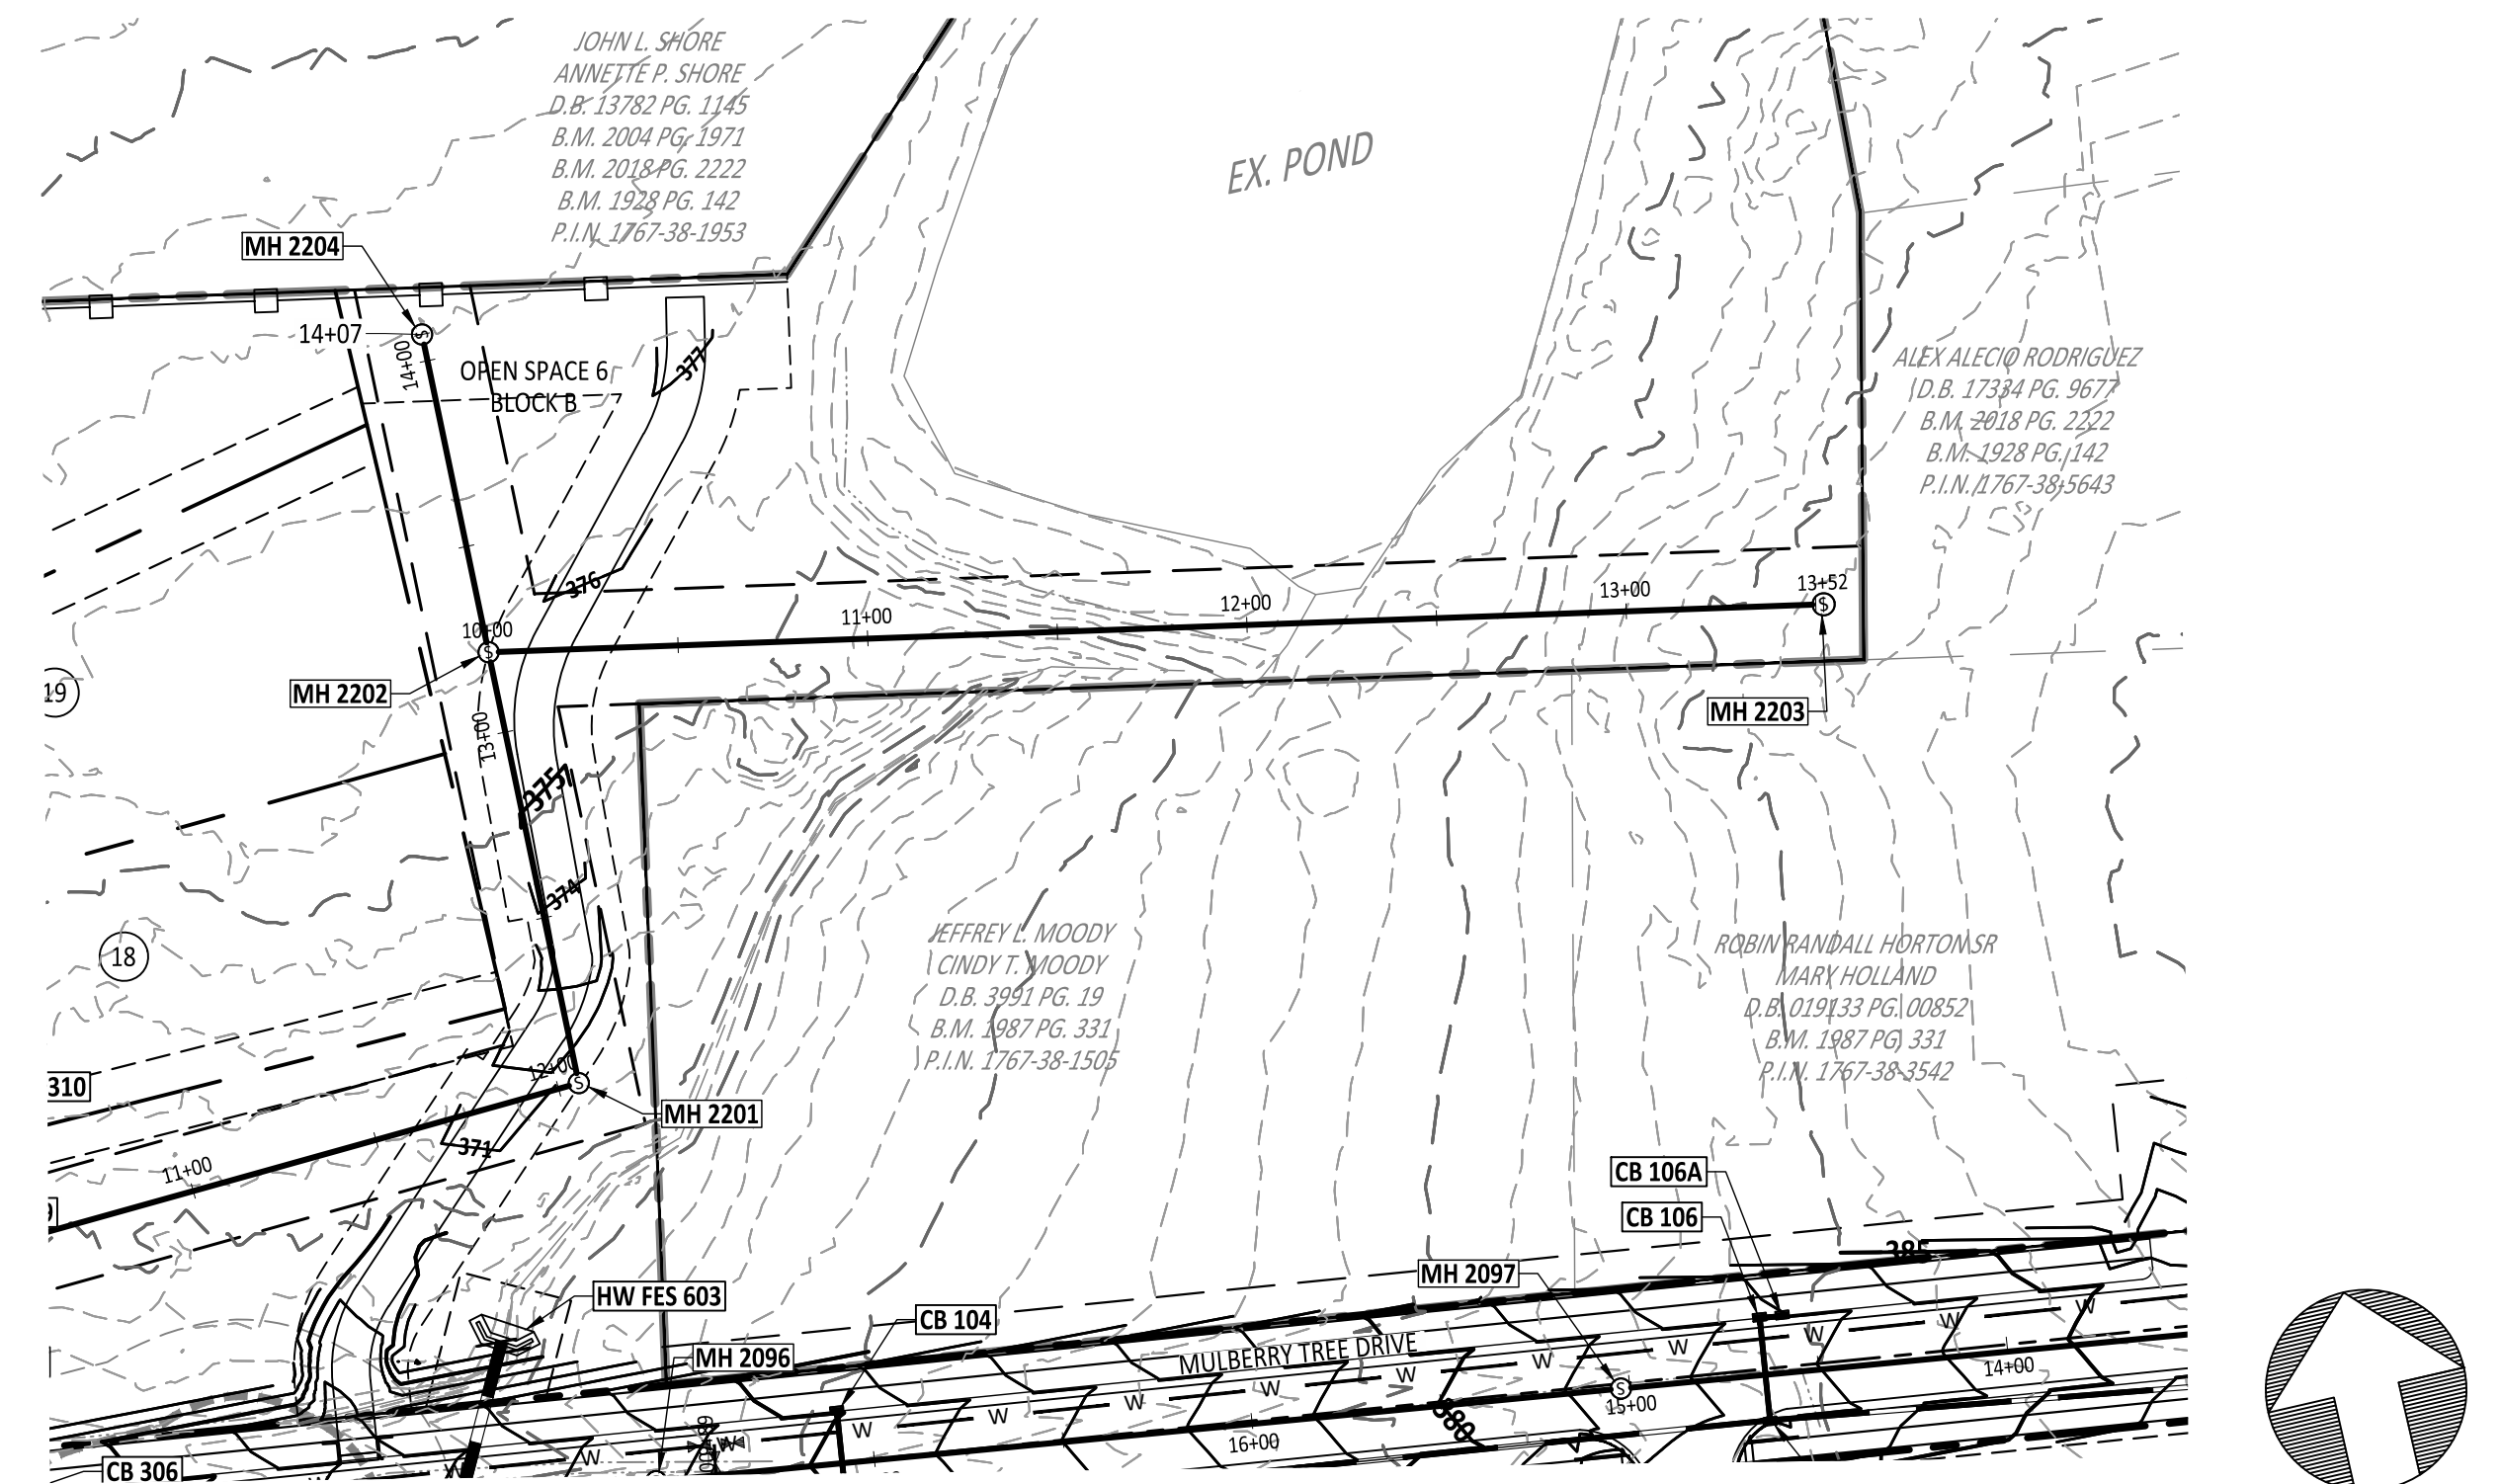 JOHN L. SHORE
ANNETTE P. SHORE
D.B. 13782 PG. 1145
B.M. 2004 PG. 1971
B.M. 2018 PG. 2222
B.M. 1928 PG. 142
P.I.N. 1767-38-1953
EX. POND
MH 2204
14+07
14+00
OPEN SPACE 6
BLOCK B
377
ALEX ALECIO RODRIGUEZ
D.B. 17334 PG. 9677
B.M. 2018 PG. 2222
B.M. 1928 PG. 142
P.I.N. 1767-38-5643
376
10+00
11+00
12+00
13+00
13+52
S
S
S
19
MH 2202
MH 2203
13+00
375
374
18
JEFFREY L. MOODY
CINDY T. MOODY
D.B. 3991 PG. 19
B.M. 1987 PG. 331
P.I.N. 1767-38-1505
ROBIN RANDALL HORTON SR
MARY HOLLAND
D.B. 019133 PG. 00852
B.M. 1987 PG. 331
P.I.N. 1767-38-3542
310
12+00
S
MH 2201
371
11+00
CB 106A
CB 106
385
MH 2097
HW FES 603
CB 104
MH 2096
MULBERRY TREE DRIVE
W W W W W W W W W W W W
S
14+00
15+00
380
16+00
CB 306